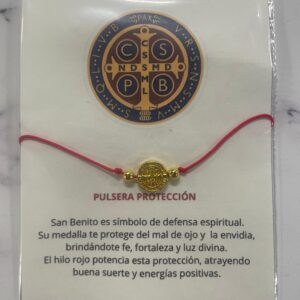 PAX
V R S N S M V
S M Q L I V B
C S
N D S M D
P B
C S S M L
PULSERA PROTECCIÓN
San Benito es símbolo de defensa espiritual.
Su medalla te protege del mal de ojo y la envidia,
brindándote fe, fortaleza y luz divina.
El hilo rojo potencia esta protección, atrayendo
buena suerte y energías positivas.